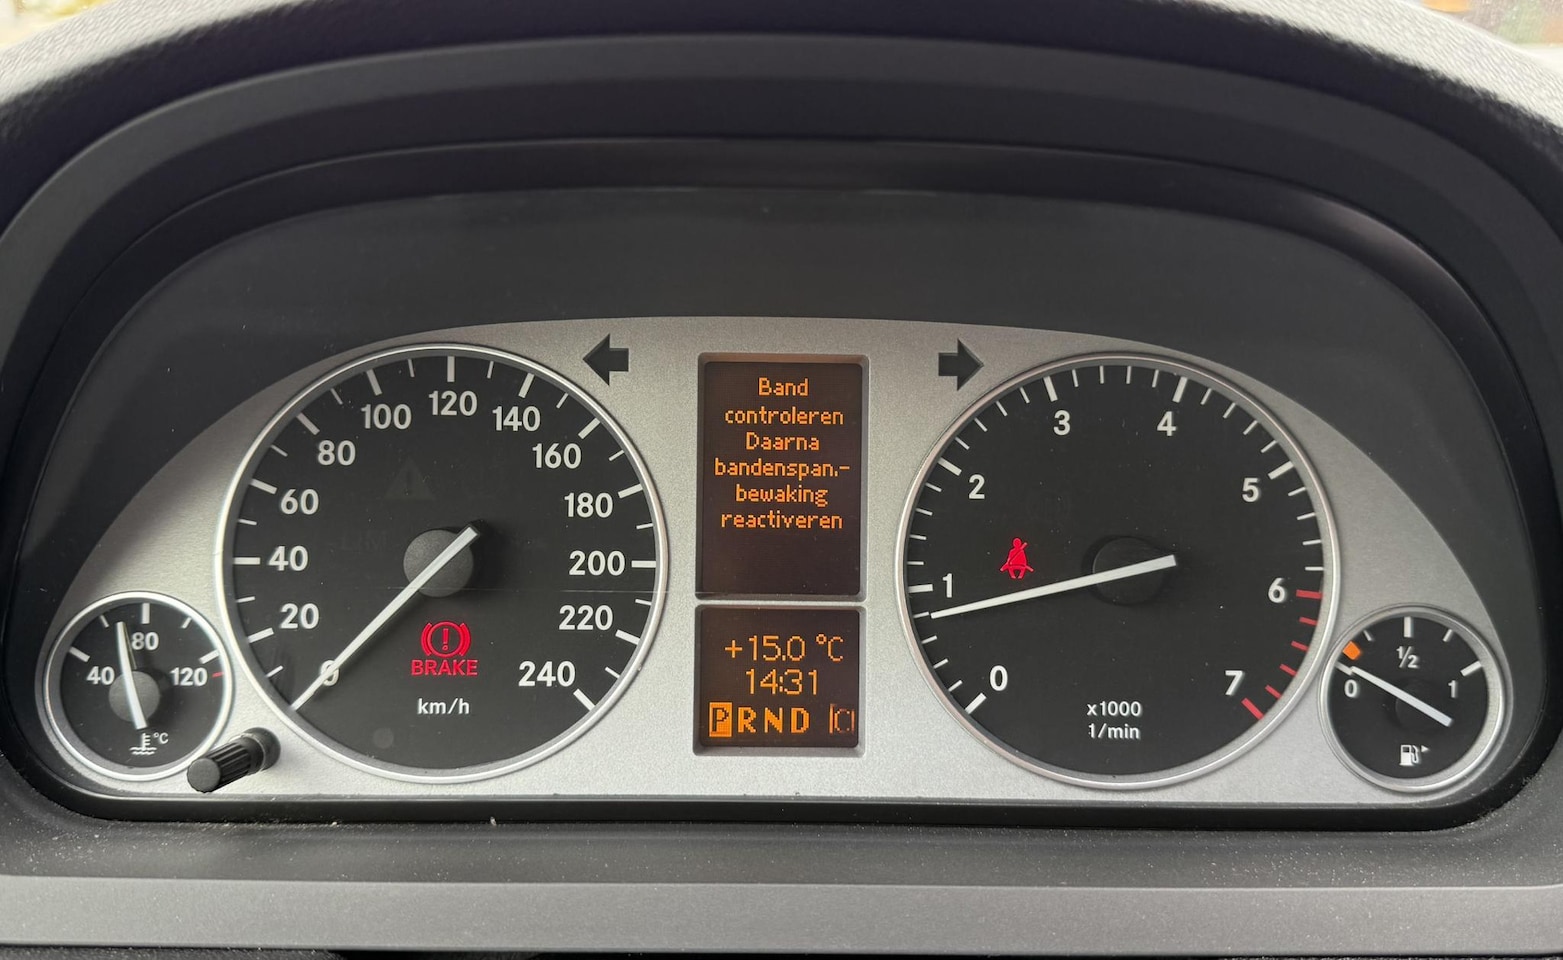 Band
controleren
Daarna
bandenspan.-
bewaking
reactiveren
+15.0 °C
14:31
P R N D C
0 20 40 60 80 100 120 140 160 180 200 220 240
BRAKE
km/h
0 1 2 3 4 5 6 7
x1000
1/min
40 80 120
°C
0 1/2 1